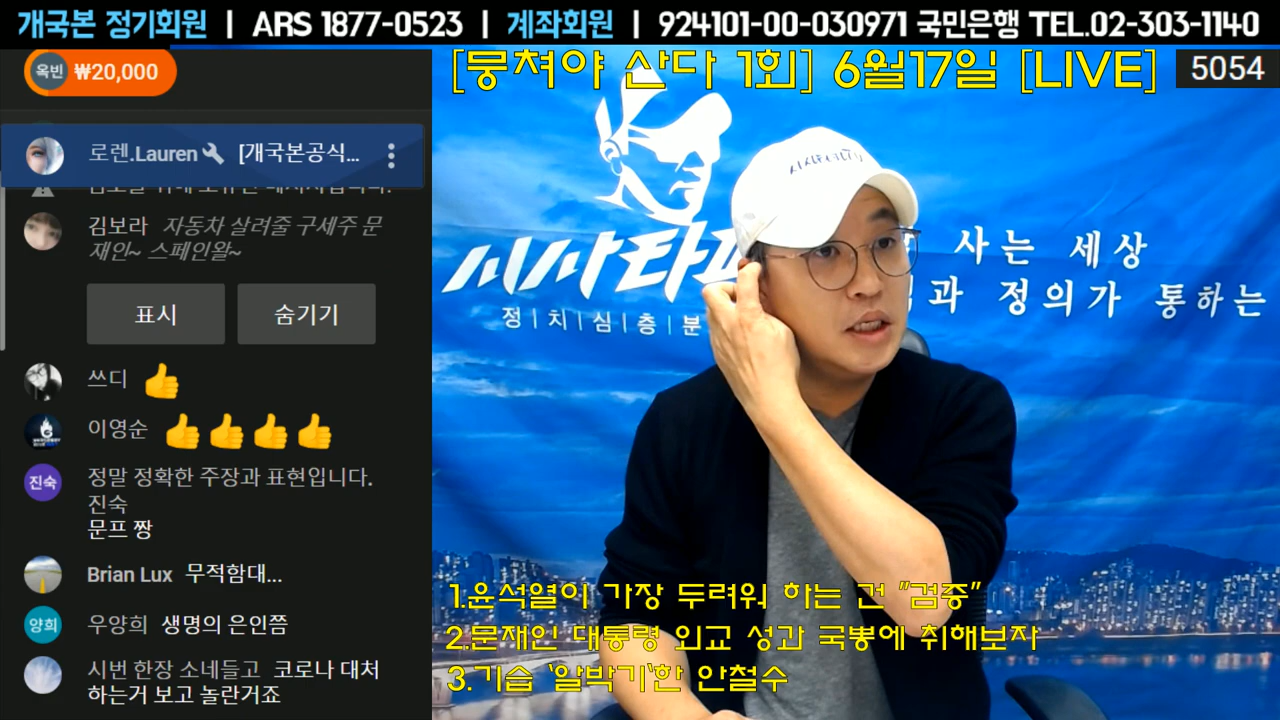 개국본 정기회원 | ARS 1877-0523 | 계좌회원 | 924101-00-030971 국민은행 TEL.02-303-1140
옥빈 ₩20,000
[뭉쳐야 산다 1회] 6월17일 [LIVE]
5054
로렌.Lauren [개국본공식...
김보라 자동차 살려줄 구세주 문
재인~ 스페인왈~
표시 숨기기
쓰디
이영순
진숙
정말 정확한 주장과 표현입니다.
진숙
문프 짱
Brian Lux 무적함대...
양희
우양희 생명의 은인쯤
시번 한장 소네들고 코로나 대처
하는거 보고 놀란거죠
시사타파
정|치|심|층|분
사는 세상
과 정의가 통하는
1.윤석열이 가장 두려워 하는 건 "검증"
2.문재인 대통령 외교 성과 국뽕에 취해보자
3.기습 '알박기'한 안철수